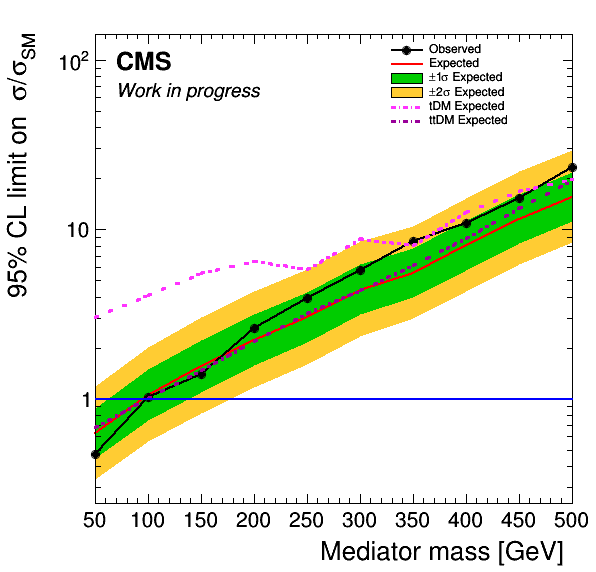 CMS
Work in progress
Observed
Expected
±1σ Expected
±2σ Expected
tDM Expected
ttDM Expected
95% CL limit on σ/σSM
10²
10
1
50 100 150 200 250 300 350 400 450 500
Mediator mass [GeV]